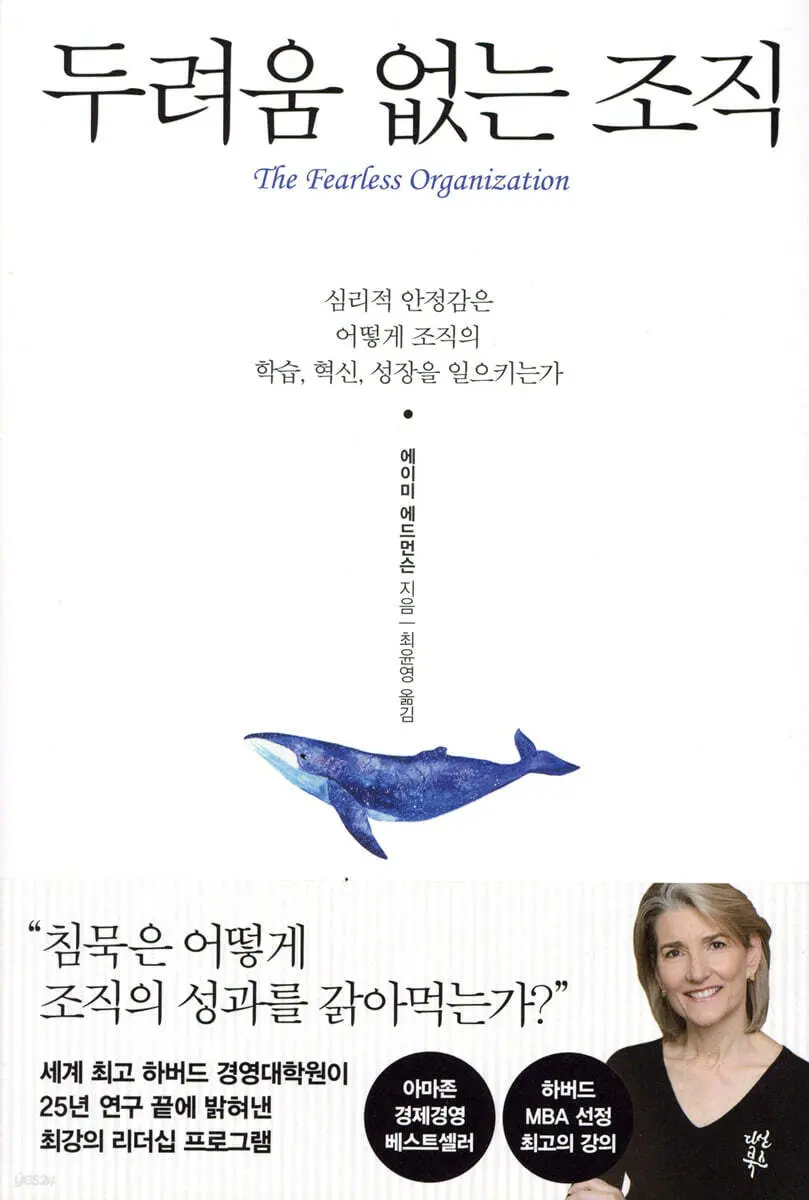 두려움 없는 조직
The Fearless Organization
심리적 안정감은
어떻게 조직의
학습, 혁신, 성장을 일으키는가
에이미 에드먼슨 지음 | 최윤영 옮김
“침묵은 어떻게
조직의 성과를 갉아먹는가?”
세계 최고 하버드 경영대학원이
25년 연구 끝에 밝혀낸
최강의 리더십 프로그램
아마존
경제경영
베스트셀러
하버드
MBA 선정
최고의 강의
다산
북스
yes24